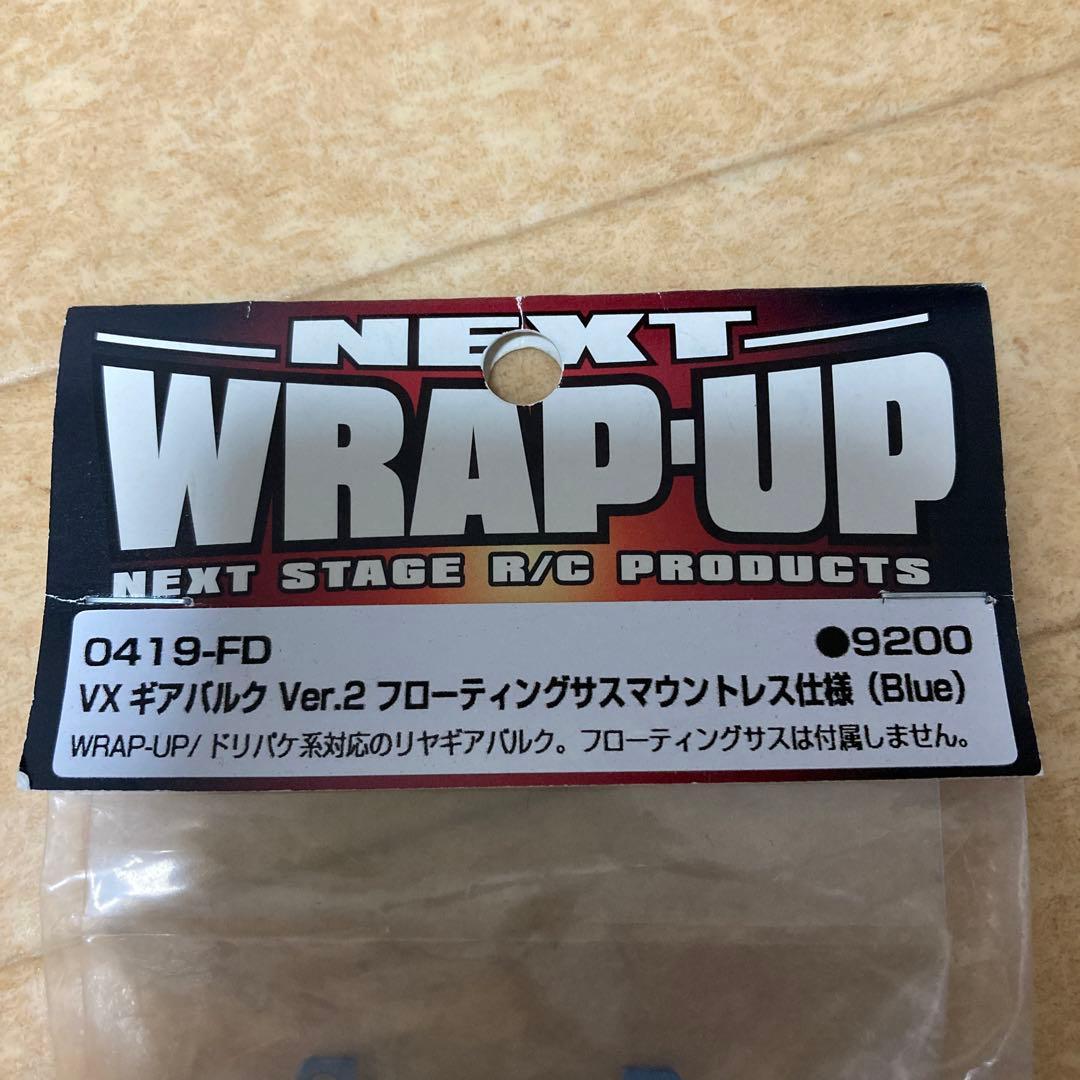 NEXT
WRAP-UP
NEXT STAGE R/C PRODUCTS
0419-FD ●9200
VX ギアバルク Ver.2 フローティングサスマウントレス仕様（Blue）
WRAP-UP/ ドリパケ系対応のリヤギアバルク。フローティングサスは付属しません。